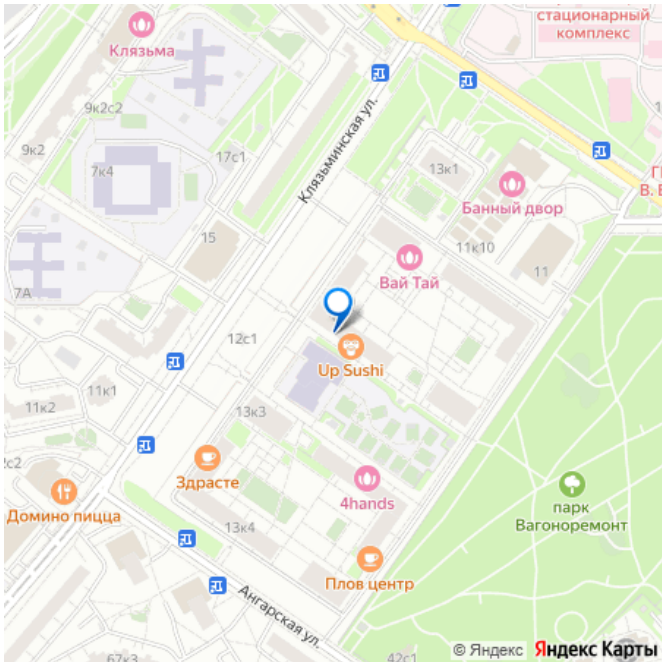 стационарный
комплекс
Клязьма
9к2с2
9к2
7к4
17с1
Клязьминская ул.
13к1
Банный двор
11к10
Вай Тай
11
15
7А
12с1
Up Sushi
11к1
11к2
13к3
Здрасте
Домино пицца
4hands
парк
Вагоноремонт
13к4
Плов центр
Ангарская ул.
67к3
42с1
© Яндекс Яндекс Карты